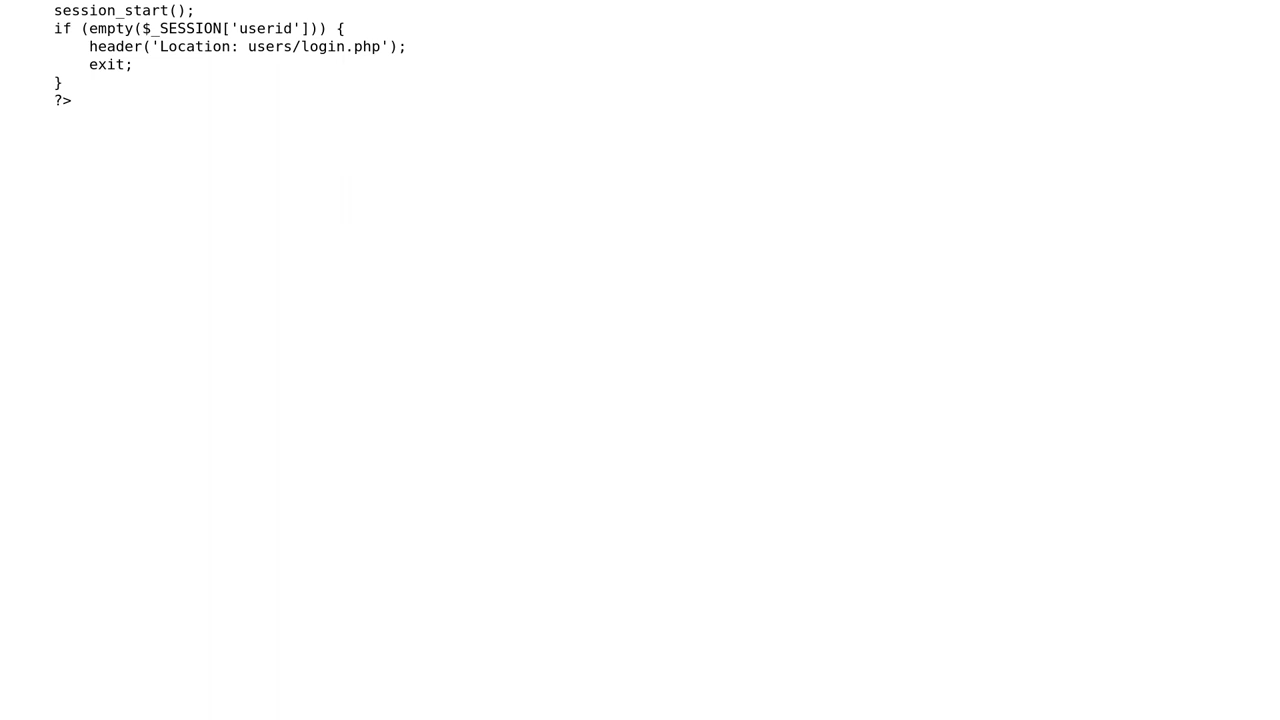 session_start();
if (empty($_SESSION['userid'])) {
    header('Location: users/login.php');
    exit;
}
?>